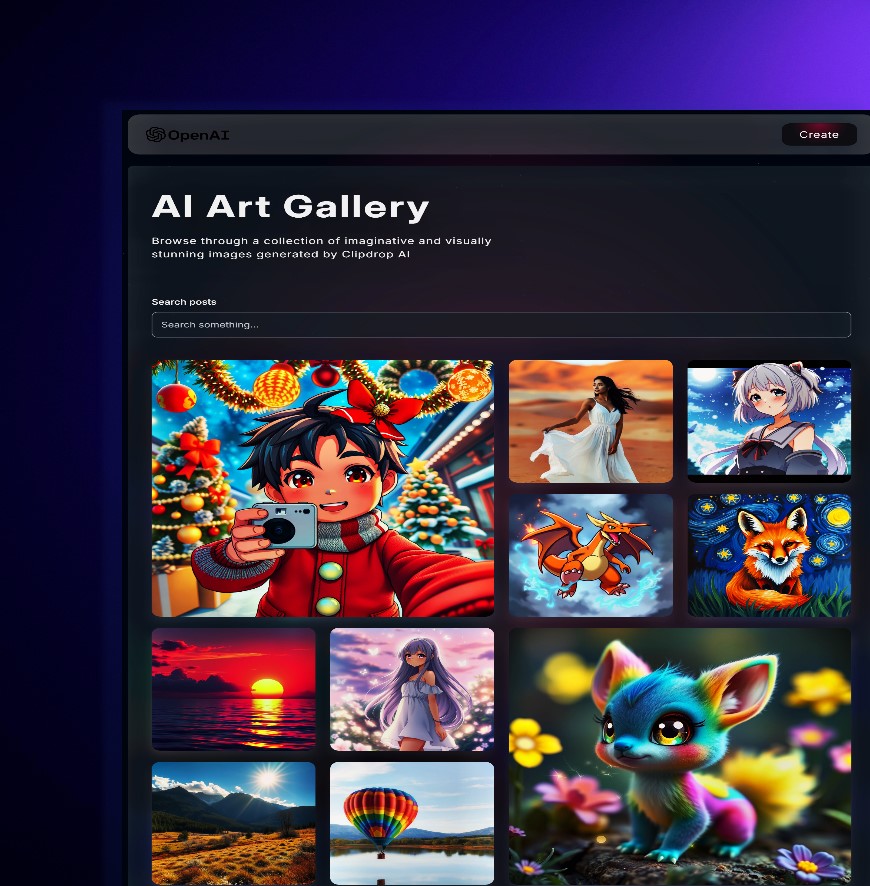 OpenAI
Create
AI Art Gallery
Browse through a collection of imaginative and visually
stunning images generated by Clipdrop AI
Search posts
Search something...